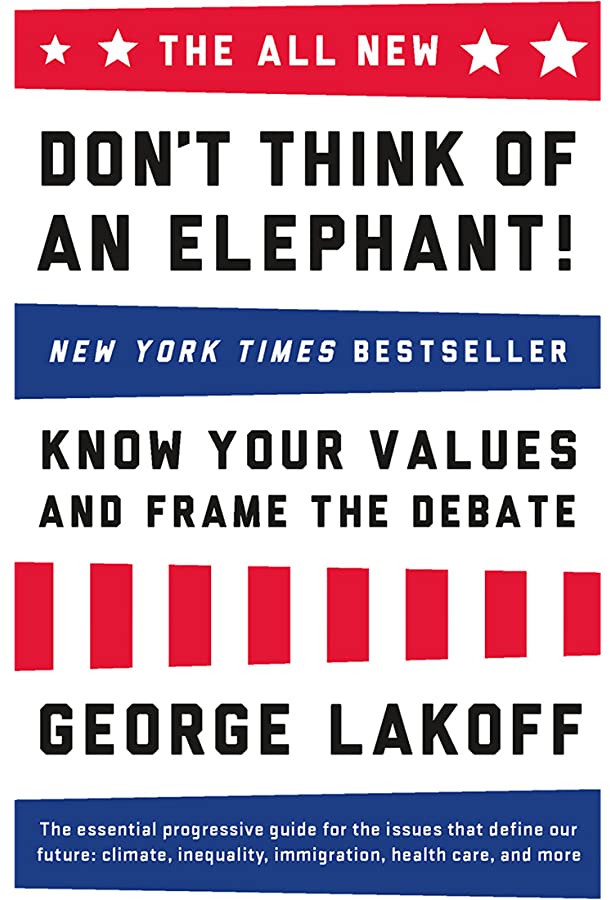 THE ALL NEW
DON'T THINK OF
AN ELEPHANT!
NEW YORK TIMES BESTSELLER
KNOW YOUR VALUES
AND FRAME THE DEBATE
GEORGE LAKOFF
The essential progressive guide for the issues that define our
future: climate, inequality, immigration, health care, and more